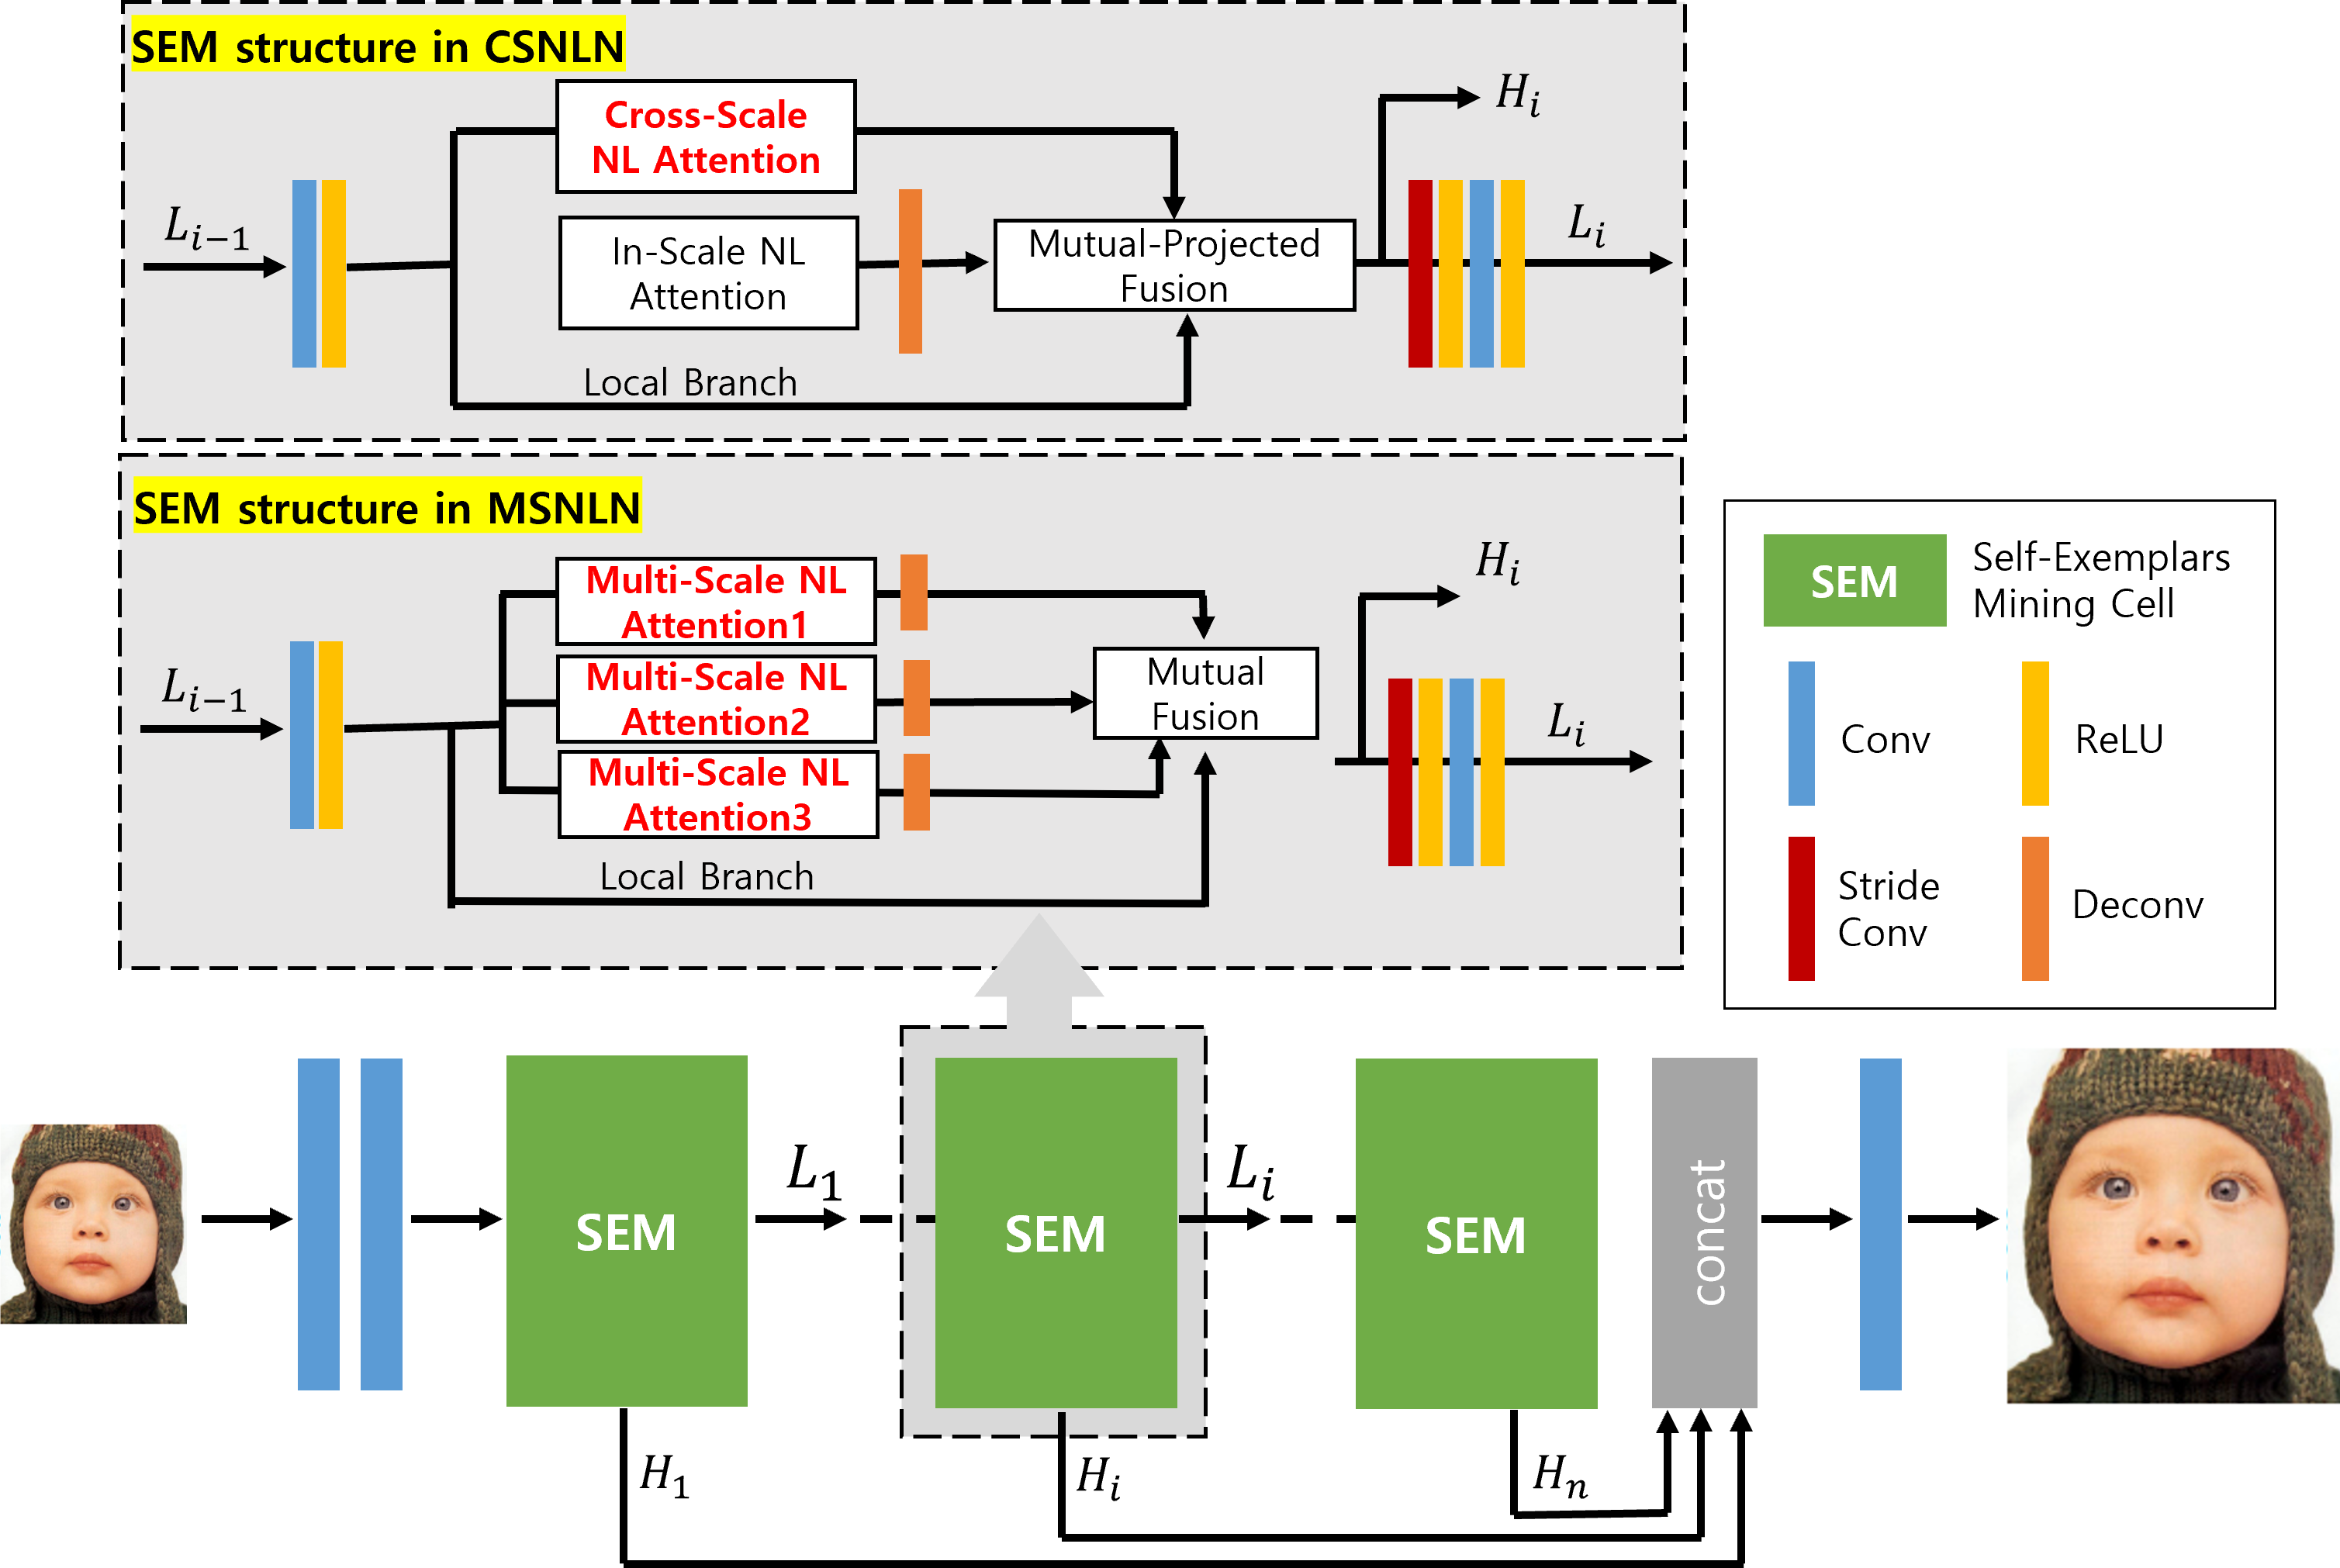 SEM structure in CSNLN
Cross-Scale
NL Attention
H_i
L_{i-1}
In-Scale NL
Attention
Mutual-Projected
Fusion
L_i
Local Branch
SEM structure in MSNLN
Multi-Scale NL
Attention1
H_i
L_{i-1}
Multi-Scale NL
Attention2
Mutual
Fusion
L_i
Multi-Scale NL
Attention3
Local Branch
SEM
Self-Exemplars
Mining Cell
Conv
ReLU
Stride
Conv
Deconv
SEM
L_1
SEM
L_i
SEM
concat
H_1
H_i
H_n